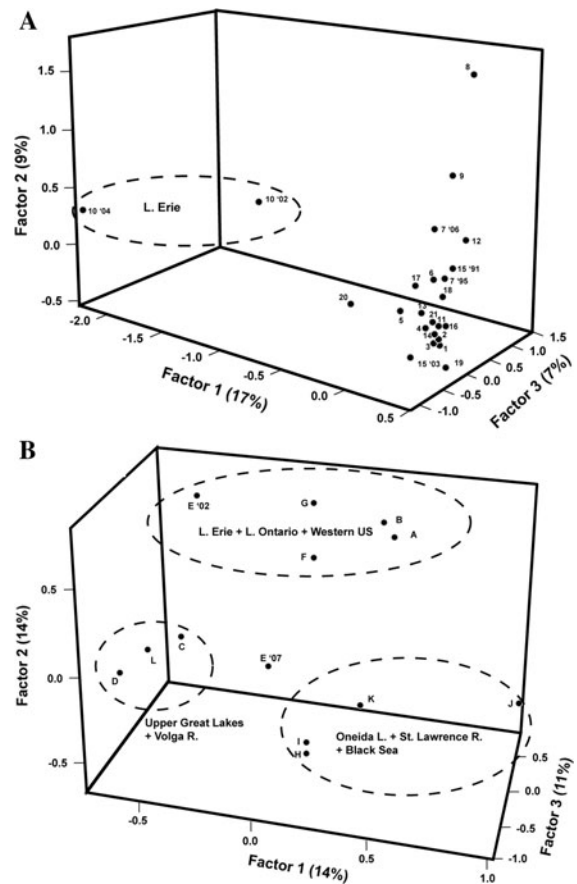 A
Factor 2 (9%)
1.5
1.0
0.5
0.0
-0.5
8
9
10 '02
L. Erie
10 '04
7 '06
12
15 '91
6
7 '95
17
18
20
5
13
21
11
4
16
14
2
3
1
15 '03
19
-2.0
-1.5
-1.0
-0.5
0.0
0.5
Factor 1 (17%)
-1.0
-0.5
0.0
0.5
1.0
1.5
Factor 3 (7%)
B
Factor 2 (14%)
0.5
0.0
-0.5
E '02
G
B
L. Erie + L. Ontario + Western US
A
F
C
L
E '07
D
K
J
Upper Great Lakes
+ Volga R.
Oneida L. + St. Lawrence R.
+ Black Sea
I
H
-0.5
0.0
0.5
1.0
Factor 1 (14%)
-1.0
-0.5
0.0
0.5
Factor 3 (11%)